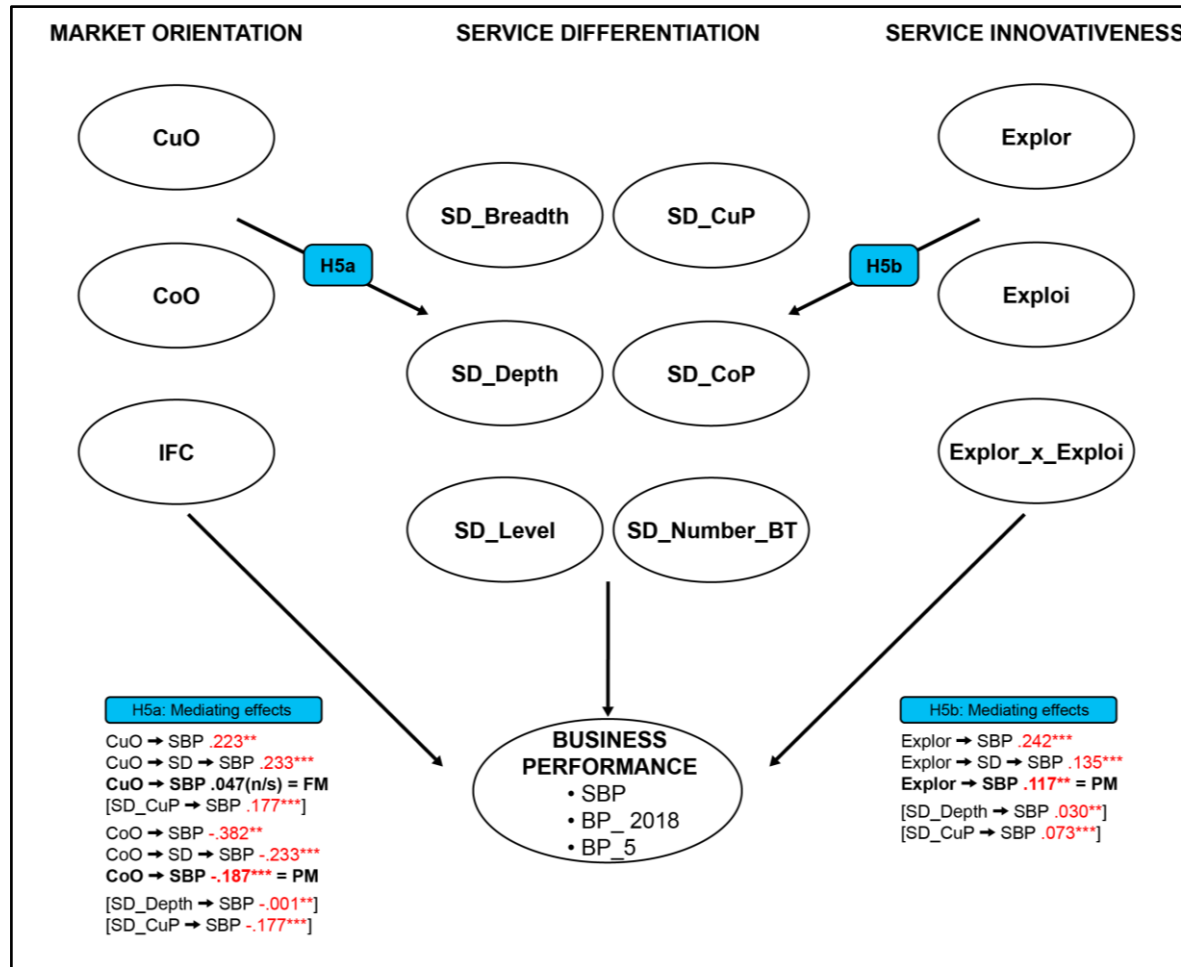 MARKET ORIENTATION
SERVICE DIFFERENTIATION
SERVICE INNOVATIVENESS
CuO
Explor
SD_Breadth
SD_CuP
H5a
H5b
CoO
Exploi
SD_Depth
SD_CoP
IFC
Explor_x_Exploi
SD_Level
SD_Number_BT
H5a: Mediating effects
CuO → SBP .223**
CuO → SD → SBP .233***
CuO → SBP .047(n/s) = FM
[SD_CuP → SBP .177***]
CoO → SBP -.382**
CoO → SD → SBP -.233***
CoO → SBP -.187*** = PM
[SD_Depth → SBP -.001**]
[SD_CuP → SBP -.177***]
BUSINESS
PERFORMANCE
• SBP
• BP_ 2018
• BP_5
H5b: Mediating effects
Explor → SBP .242***
Explor → SD → SBP .135***
Explor → SBP .117** = PM
[SD_Depth → SBP .030**]
[SD_CuP → SBP .073***]